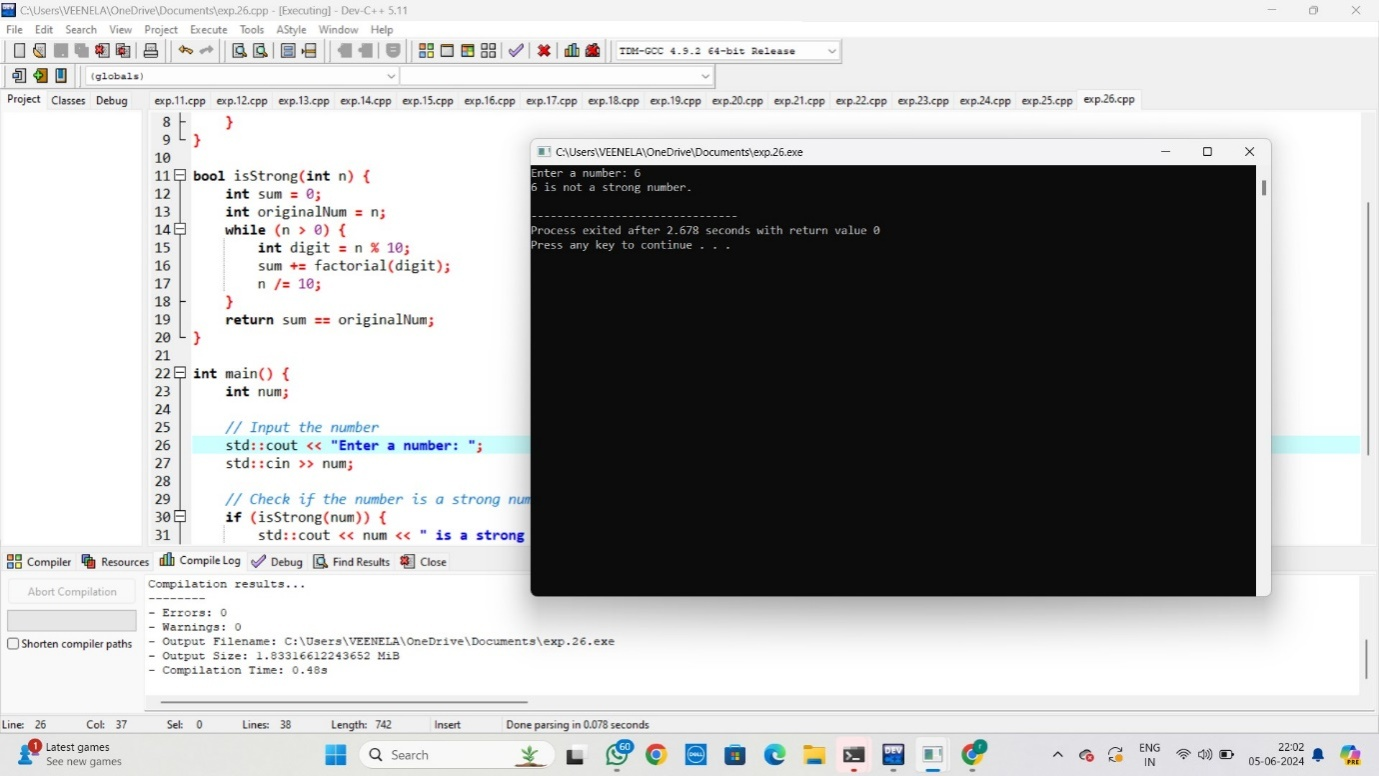 C:\Users\VEENELA\OneDrive\Documents\exp.26.cpp - [Executing] - Dev-C++ 5.11
File Edit Search View Project Execute Tools AStyle Window Help
TDM-GCC 4.9.2 64-bit Release
(globals)
Project Classes Debug
exp.11.cpp exp.12.cpp exp.13.cpp exp.14.cpp exp.15.cpp exp.16.cpp exp.17.cpp exp.18.cpp exp.19.cpp exp.20.cpp exp.21.cpp exp.22.cpp exp.23.cpp exp.24.cpp exp.25.cpp exp.26.cpp
8 }
9 }
10
11 bool isStrong(int n) {
12 int sum = 0;
13 int originalNum = n;
14 while (n > 0) {
15 int digit = n % 10;
16 sum += factorial(digit);
17 n /= 10;
18 }
19 return sum == originalNum;
20 }
21
22 int main() {
23 int num;
24
25 // Input the number
26 std::cout << "Enter a number: ";
27 std::cin >> num;
28
29 // Check if the number is a strong num
30 if (isStrong(num)) {
31 std::cout << num << " is a strong
C:\Users\VEENELA\OneDrive\Documents\exp.26.exe
Enter a number: 6
6 is not a strong number.
--------------------------------
Process exited after 2.678 seconds with return value 0
Press any key to continue . . .
Compiler Resources Compile Log Debug Find Results Close
Abort Compilation
Shorten compiler paths
Compilation results...
--------
- Errors: 0
- Warnings: 0
- Output Filename: C:\Users\VEENELA\OneDrive\Documents\exp.26.exe
- Output Size: 1.83316612243652 MiB
- Compilation Time: 0.48s
Line: 26 Col: 37 Sel: 0 Lines: 38 Length: 742 Insert Done parsing in 0.078 seconds
1
Latest games
See new games
Search
60
DELL
DEV
PRE
ENG
IN
22:02
05-06-2024